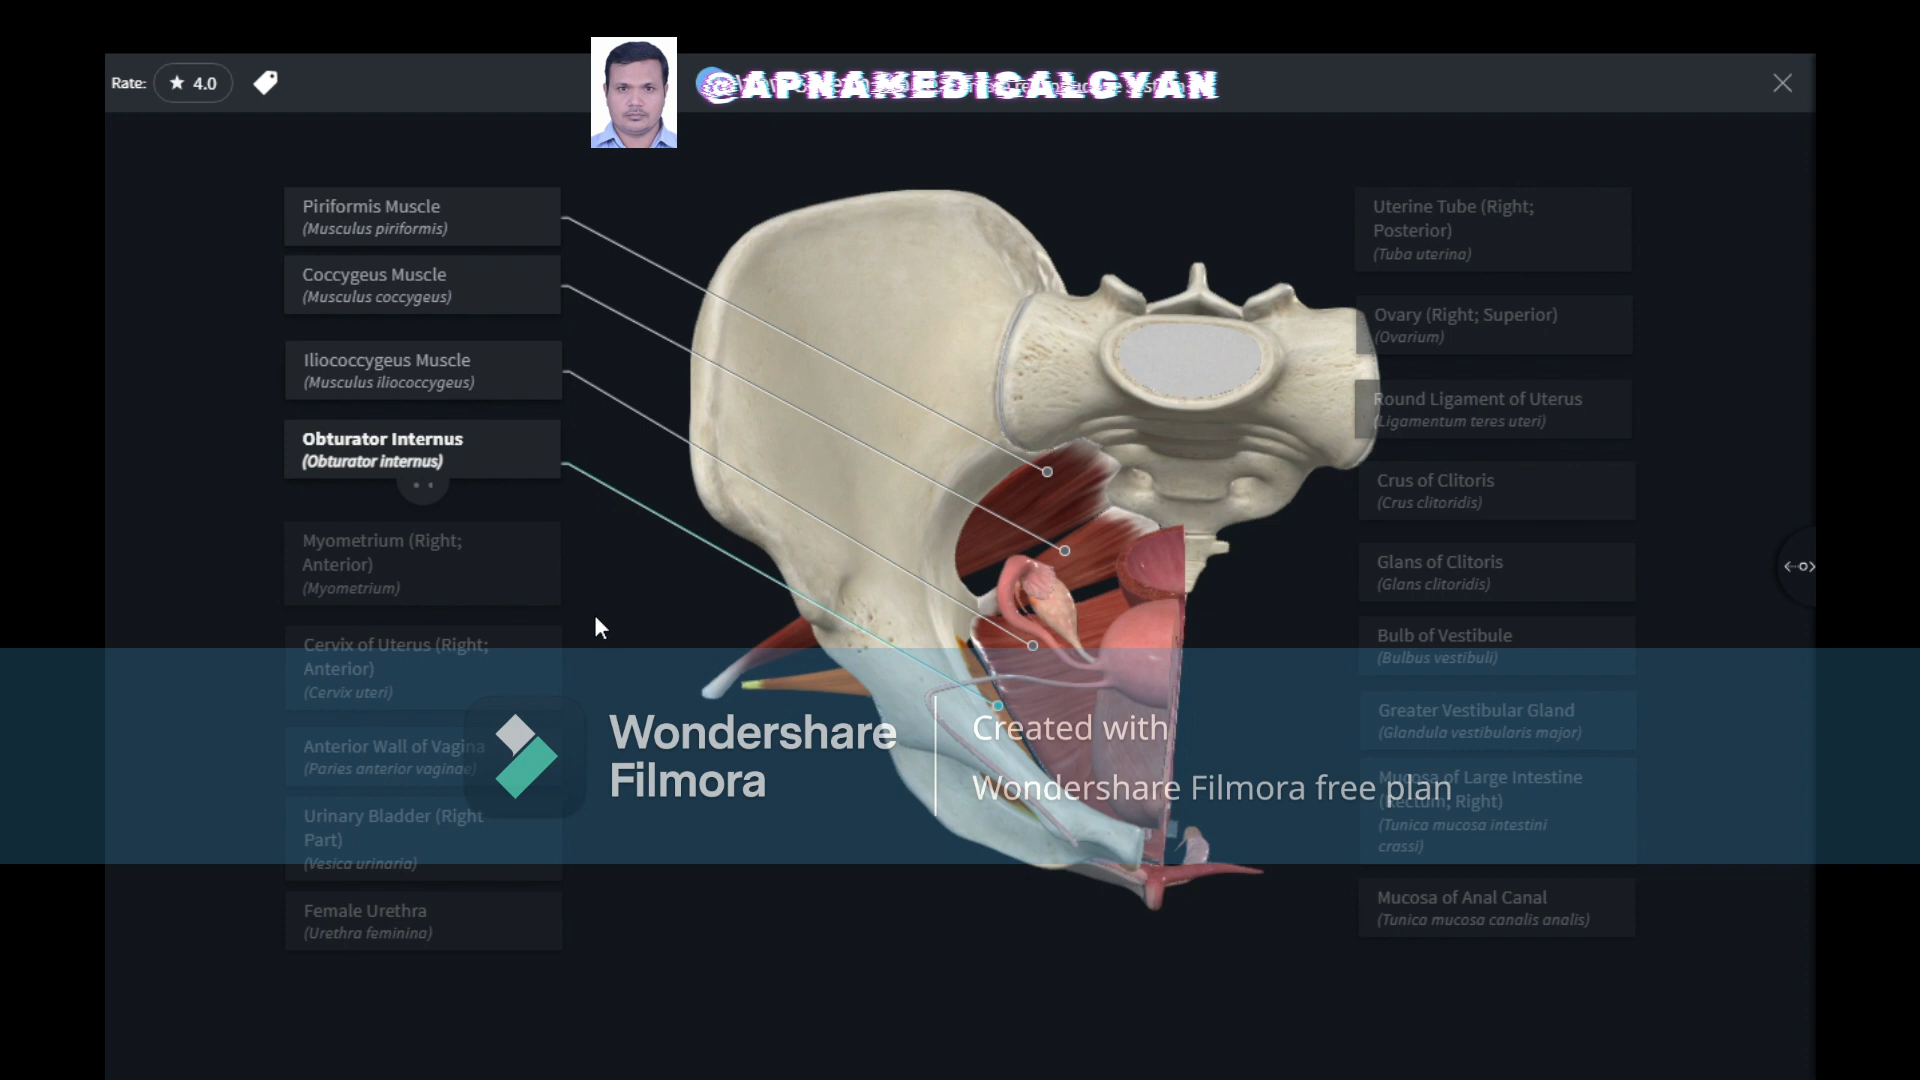 Rate: ★ 4.0
@APNAMEDICALGYAN
Piriformis Muscle
(Musculus piriformis)
Coccygeus Muscle
(Musculus coccygeus)
Iliococcygeus Muscle
(Musculus iliococcygeus)
Obturator Internus
(Obturator internus)
Myometrium (Right;
Anterior)
(Myometrium)
Cervix of Uterus (Right;
Anterior)
(Cervix uteri)
Anterior Wall of Vagina
(Paries anterior vaginae)
Urinary Bladder (Right
Part)
(Vesica urinaria)
Female Urethra
(Urethra feminina)
Uterine Tube (Right;
Posterior)
(Tuba uterina)
Ovary (Right; Superior)
(Ovarium)
Round Ligament of Uterus
(Ligamentum teres uteri)
Crus of Clitoris
(Crus clitoridis)
Glans of Clitoris
(Glans clitoridis)
Bulb of Vestibule
(Bulbus vestibuli)
Greater Vestibular Gland
(Glandula vestibularis major)
Mucosa of Large Intestine
(Rectum; Right)
(Tunica mucosa intestini
crassi)
Mucosa of Anal Canal
(Tunica mucosa canalis analis)
Wondershare
Filmora
Created with
Wondershare Filmora free plan